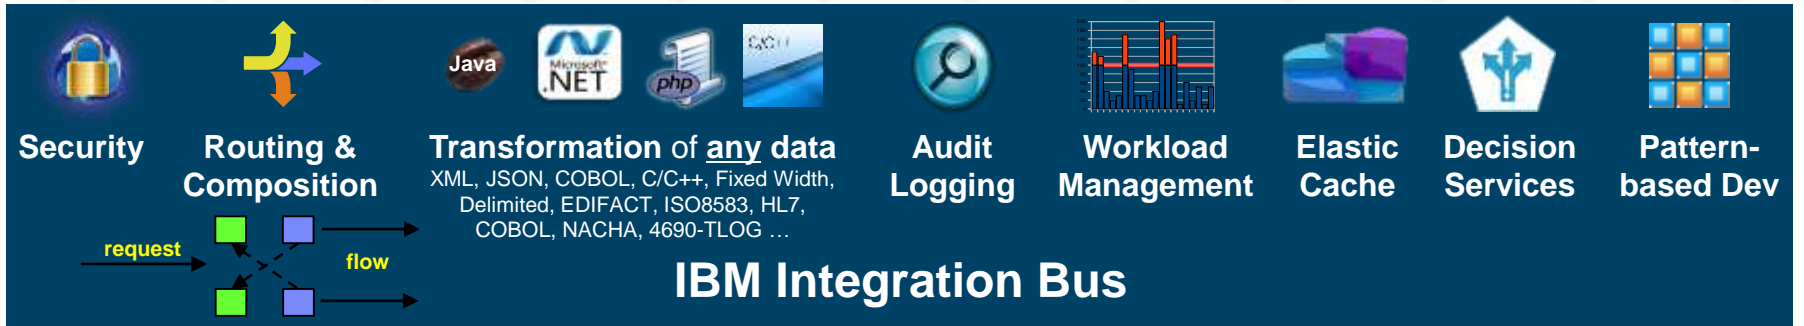 Java
Microsoft
.NET
php
C/C++
Security
Routing &
Composition
Transformation of any data
XML, JSON, COBOL, C/C++, Fixed Width,
Delimited, EDIFACT, ISO8583, HL7,
COBOL, NACHA, 4690-TLOG …
Audit
Logging
Workload
Management
Elastic
Cache
Decision
Services
Pattern-
based Dev
request
flow
IBM Integration Bus